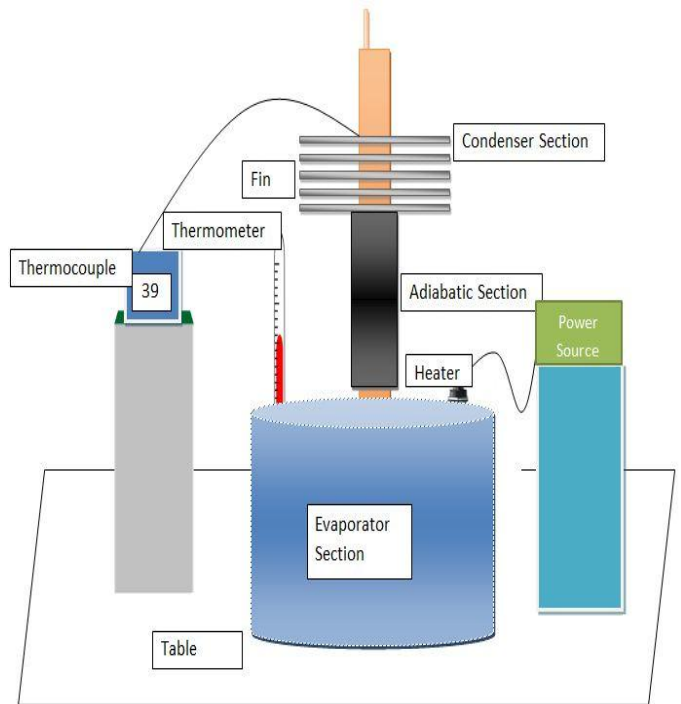 Condenser Section
Fin
Thermometer
Thermocouple
39
Adiabatic Section
Power
Source
Heater
Evaporator
Section
Table